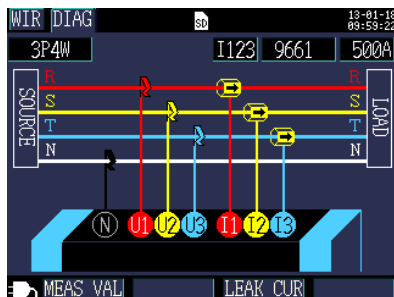 WIR DIAG SD 13-01-18
09:59:22
3P4W I123 9661 500A
R R
S S
T T
N N
SOURCE LOAD
N U1 U2 U3 I1 I2 I3
MEAS VAL LEAK CUR